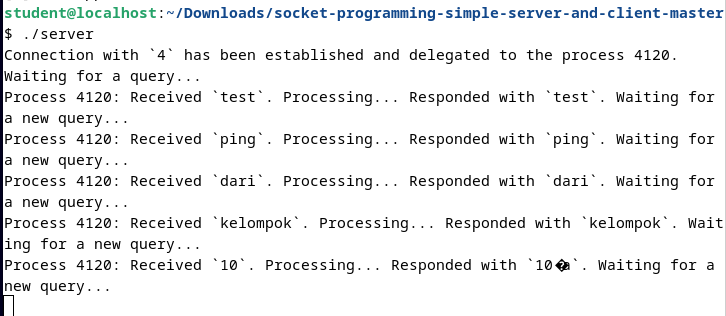 student@localhost:~/Downloads/socket-programming-simple-server-and-client-master
$ ./server
Connection with `4` has been established and delegated to the process 4120.
Waiting for a query...
Process 4120: Received `test`. Processing... Responded with `test`. Waiting for
a new query...
Process 4120: Received `ping`. Processing... Responded with `ping`. Waiting for
a new query...
Process 4120: Received `dari`. Processing... Responded with `dari`. Waiting for
a new query...
Process 4120: Received `kelompok`. Processing... Responded with `kelompok`. Wait
ing for a new query...
Process 4120: Received `10`. Processing... Responded with `10�a`. Waiting for a
new query...